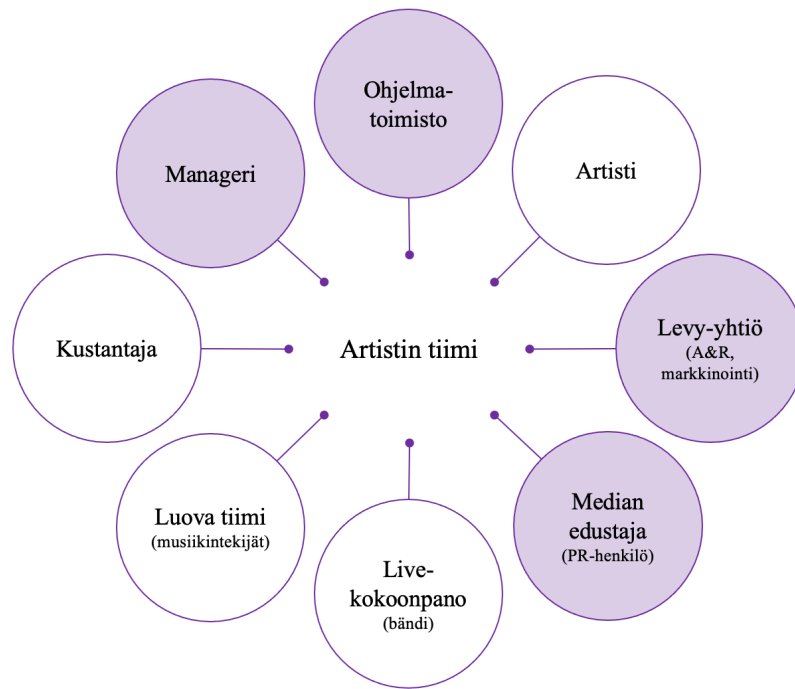 Ohjelma-
toimisto
Manageri
Artisti
Kustantaja
Artistin tiimi
Levy-yhtiö
(A&R,
markkinointi)
Luova tiimi
(musiikintekijät)
Live-
kokoonpano
(bändi)
Median
edustaja
(PR-henkilö)